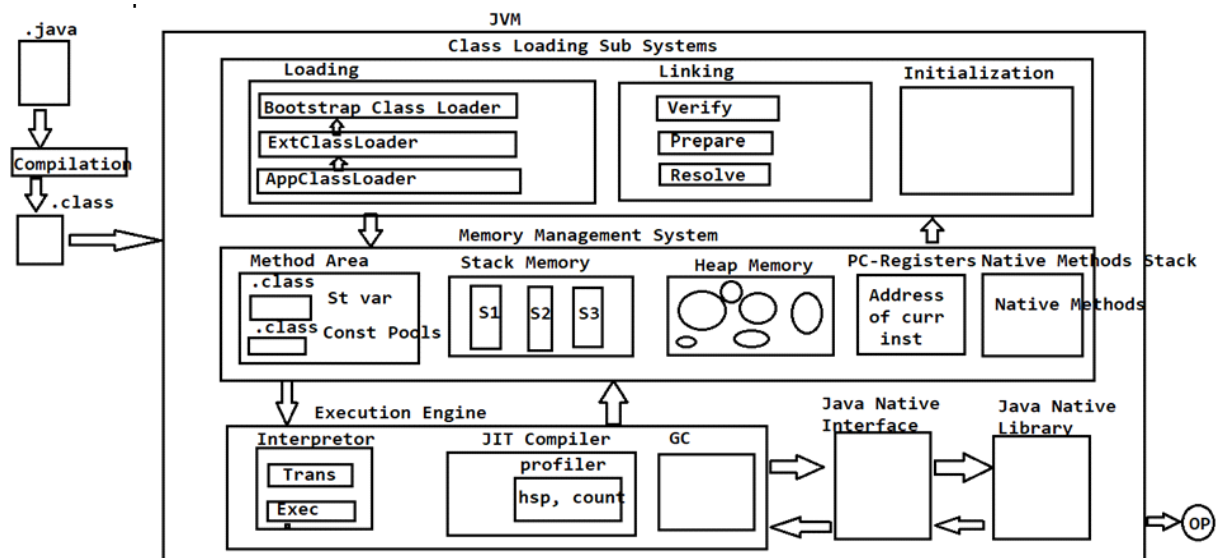 JVM
.java
Class Loading Sub Systems
Loading
Linking
Initialization
Bootstrap Class Loader
Verify
ExtClassLoader
Prepare
Compilation
AppClassLoader
Resolve
.class
Memory Management System
Method Area
Stack Memory
Heap Memory
PC-Registers
Native Methods Stack
.class
St var
S1
S2
S3
Address
of curr
inst
Native Methods
.class
Const Pools
Execution Engine
Java Native
Interface
Java Native
Library
Interpretor
JIT Compiler
GC
profiler
Trans
hsp, count
Exec
OP